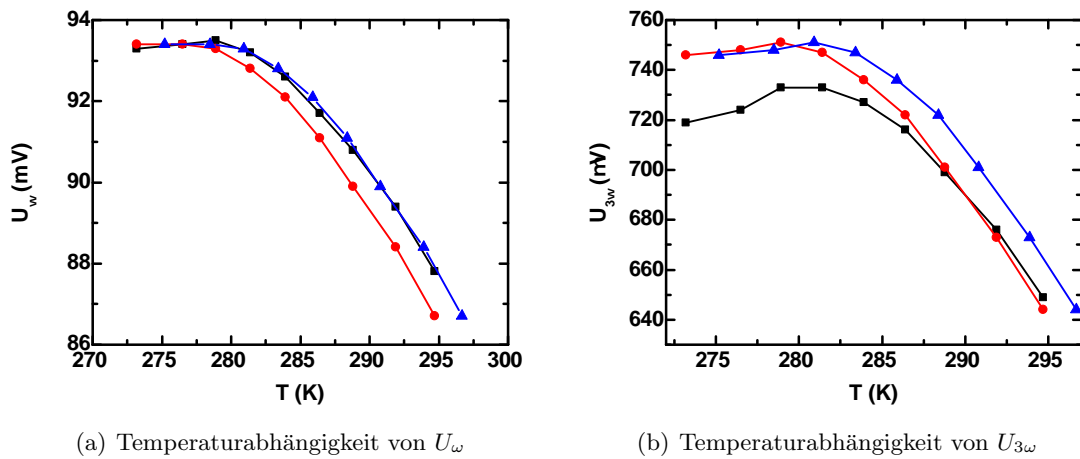 94
92
90
88
86
U_w (mV)
270 275 280 285 290 295 300
T (K)
760
740
720
700
680
660
640
U_3w (mV)
275 280 285 290 295
T (K)
(a) Temperaturabhängigkeit von U_ω
(b) Temperaturabhängigkeit von U_3ω